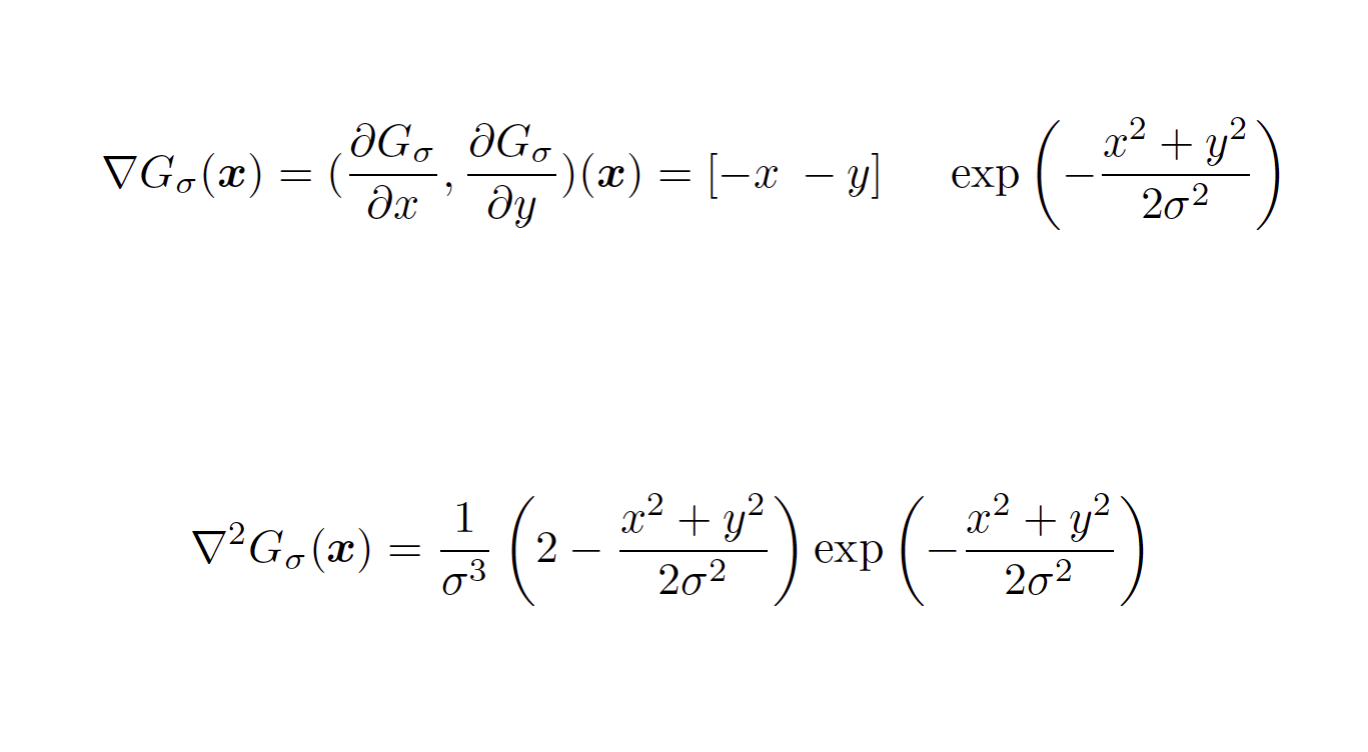 ∇G_σ(𝒙) = (∂G_σ/∂x, ∂G_σ/∂y)(𝒙) = [−x − y]  exp(−(x² + y²)/(2σ²))
∇²G_σ(𝒙) = 1/σ³ (2 − (x² + y²)/(2σ²)) exp(−(x² + y²)/(2σ²))